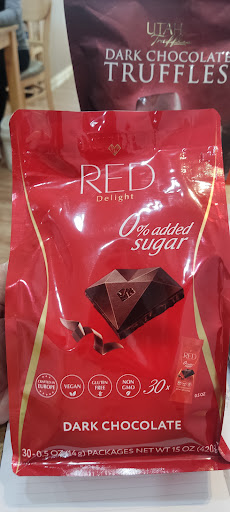 UTAH
Truffles
DARK CHOCOLATE
TRUFFLES
RED
Delight
0% added
sugar
EUROPE
VEGAN
GLUTEN
FREE
NON
GMO
30x
RED
DARK CHOCOLATE
30-0.5 OZ (14g) PACKAGES NET WT 15 OZ (420g